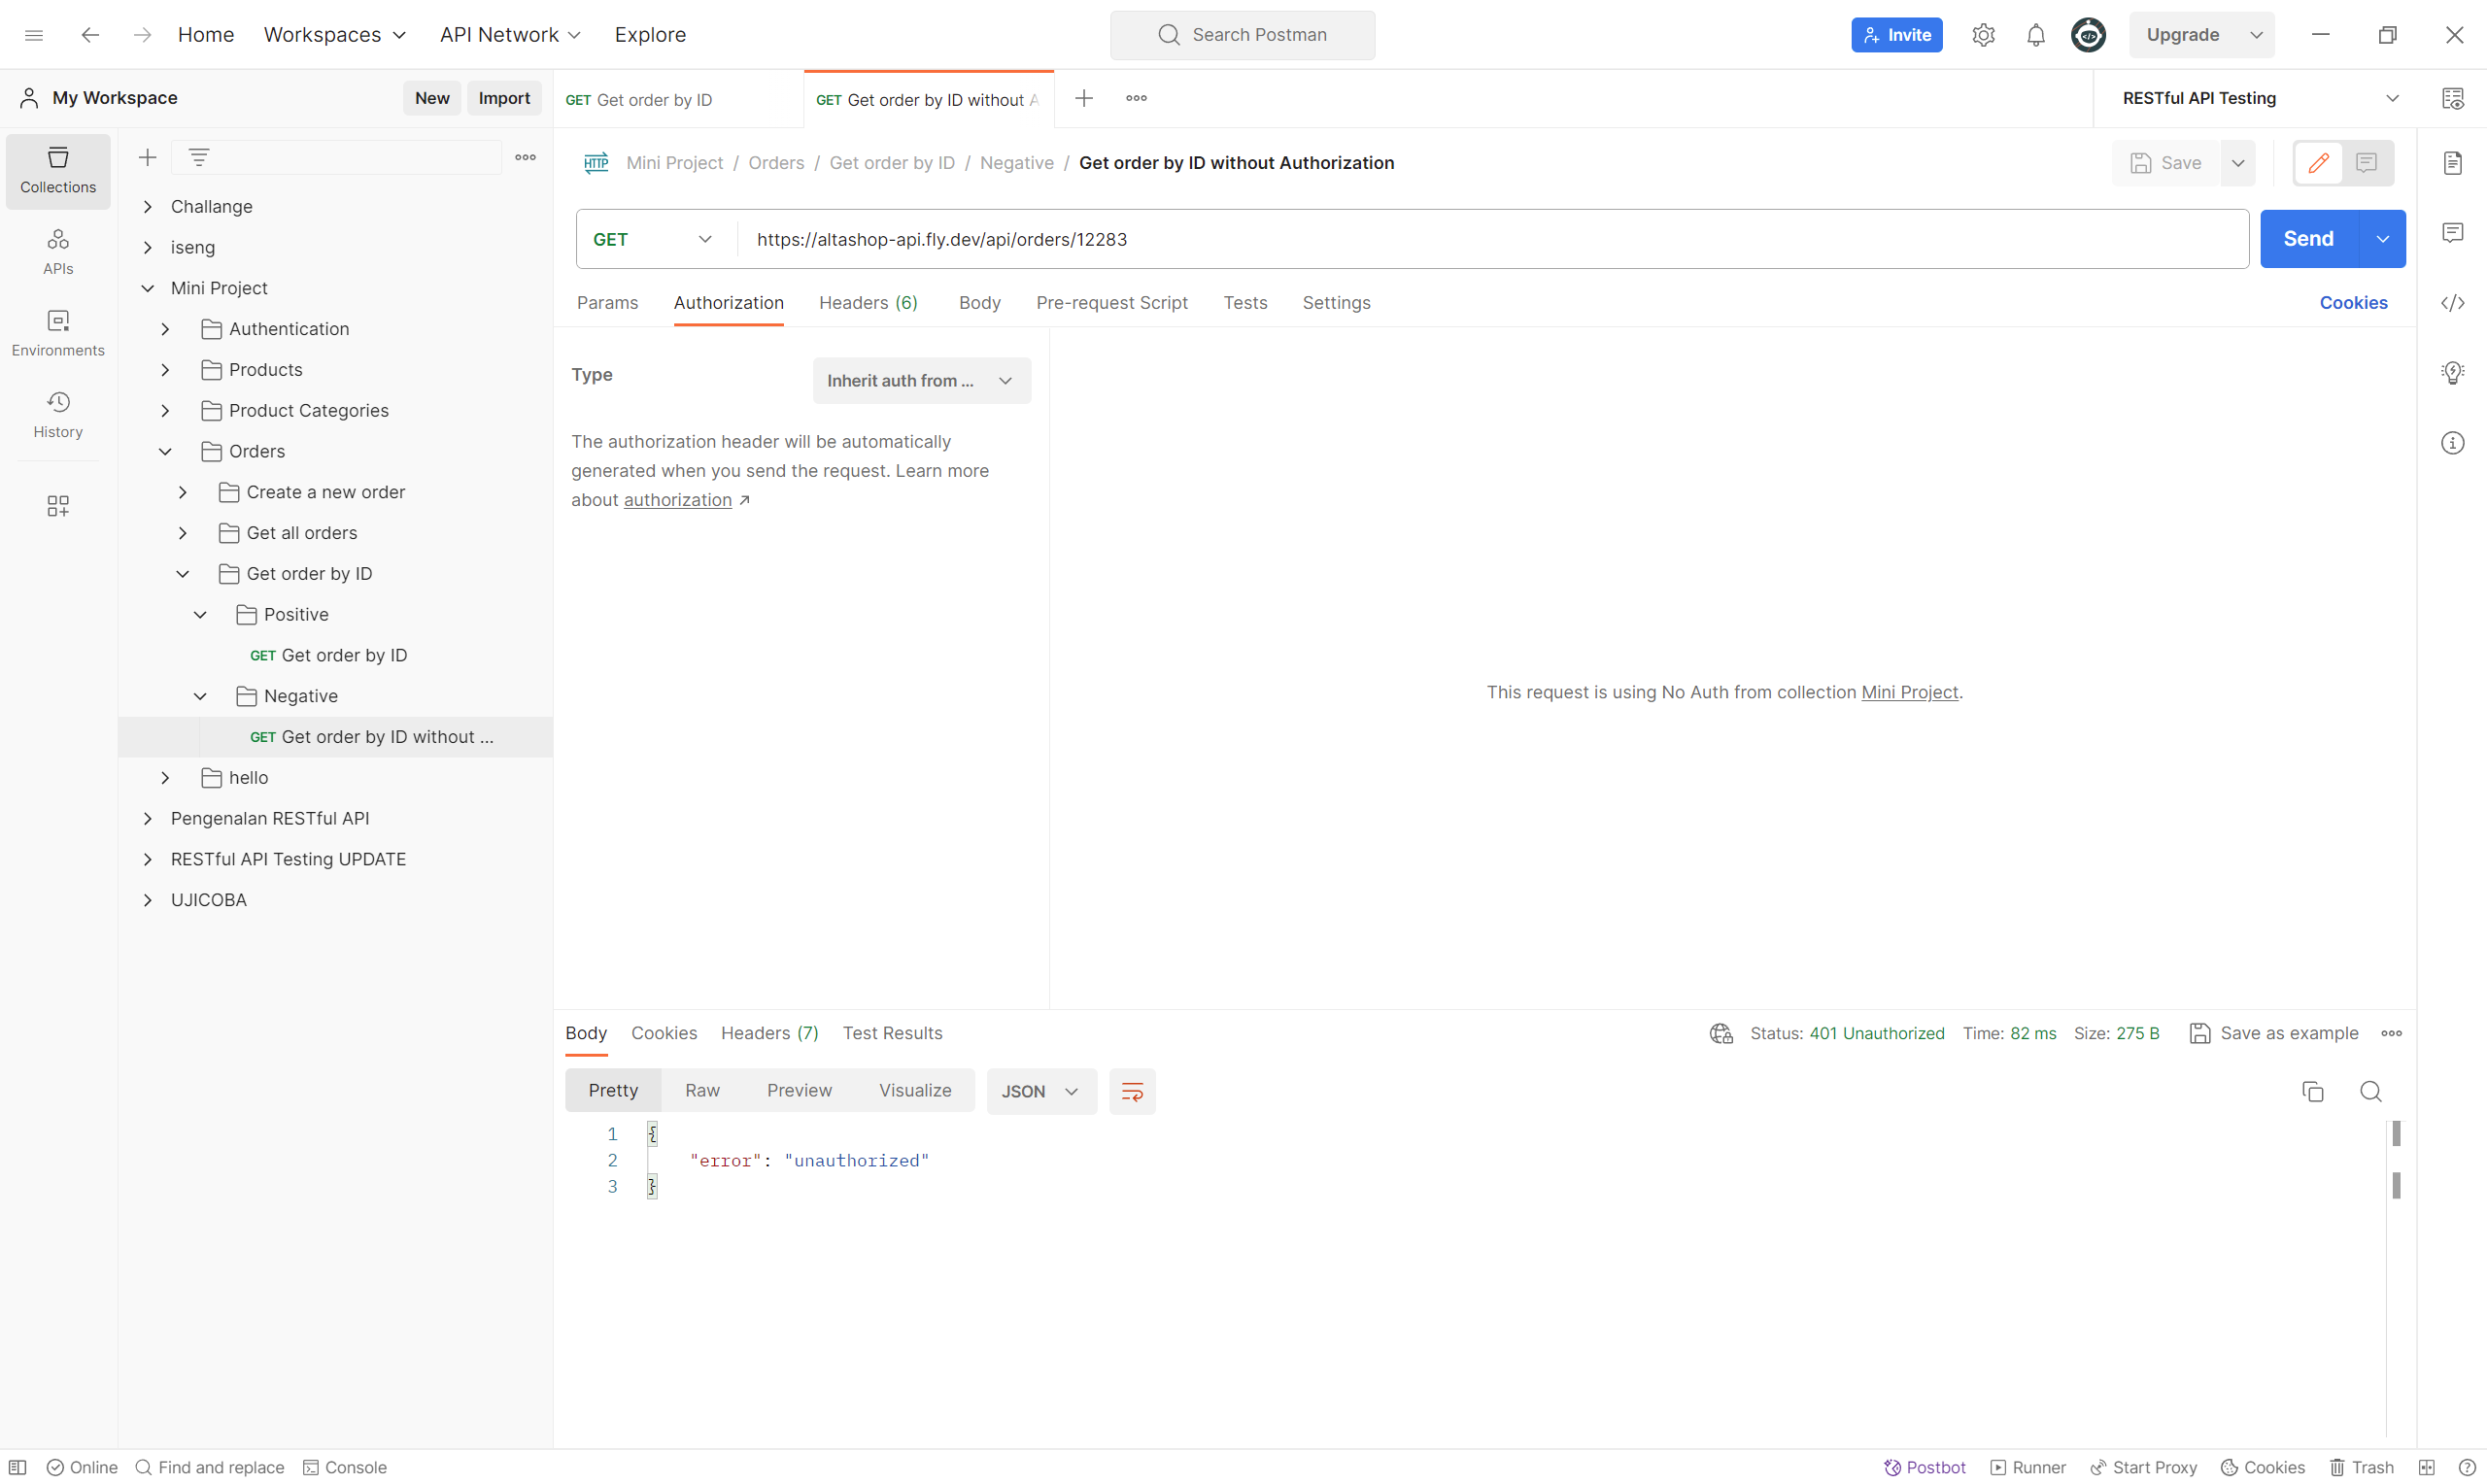 Home Workspaces API Network Explore Search Postman Invite Upgrade
My Workspace New Import GET Get order by ID GET Get order by ID without A RESTful API Testing
Collections
APIs
Environments
History
Challange
iseng
Mini Project
Authentication
Products
Product Categories
Orders
Create a new order
Get all orders
Get order by ID
Positive
GET Get order by ID
Negative
GET Get order by ID without ...
hello
Pengenalan RESTful API
RESTful API Testing UPDATE
UJICOBA
HTTP Mini Project / Orders / Get order by ID / Negative / Get order by ID without Authorization Save
GET https://altashop-api.fly.dev/api/orders/12283 Send
Params Authorization Headers (6) Body Pre-request Script Tests Settings Cookies
Type Inherit auth from ...
The authorization header will be automatically
generated when you send the request. Learn more
about authorization
This request is using No Auth from collection Mini Project.
Body Cookies Headers (7) Test Results Status: 401 Unauthorized Time: 82 ms Size: 275 B Save as example
Pretty Raw Preview Visualize JSON
1 {
2 "error": "unauthorized"
3 }
Online Find and replace Console Postbot Runner Start Proxy Cookies Trash